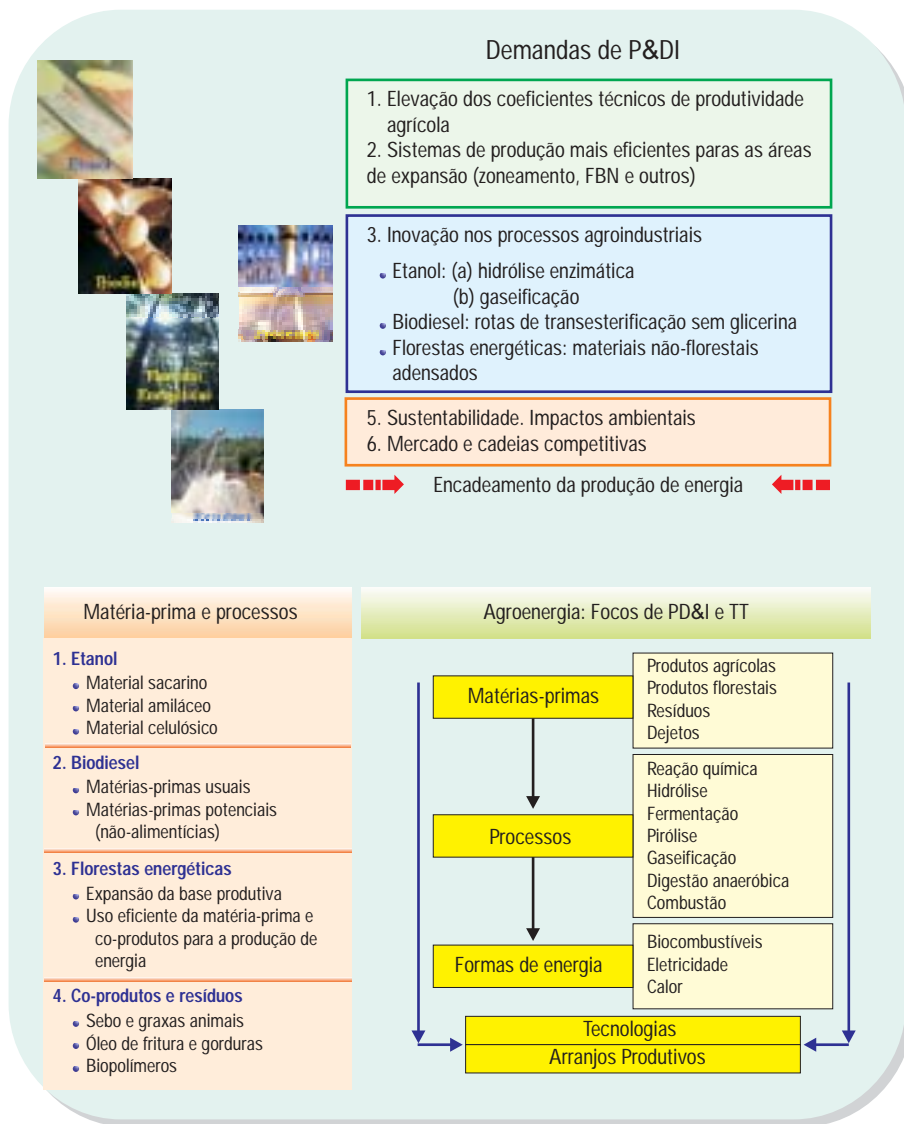 Demandas de P&DI
1. Elevação dos coeficientes técnicos de produtividade
agrícola
2. Sistemas de produção mais eficientes paras as áreas
de expansão (zoneamento, FBN e outros)
3. Inovação nos processos agroindustriais
• Etanol: (a) hidrólise enzimática
(b) gaseificação
• Biodiesel: rotas de transesterificação sem glicerina
• Florestas energéticas: materiais não-florestais
adensados
5. Sustentabilidade. Impactos ambientais
6. Mercado e cadeias competitivas
Encadeamento da produção de energia
Etanol
Biodiesel
Florestas
Energéticas
Matéria-prima e processos
1. Etanol
• Material sacarino
• Material amiláceo
• Material celulósico
2. Biodiesel
• Matérias-primas usuais
• Matérias-primas potenciais
(não-alimentícias)
3. Florestas energéticas
• Expansão da base produtiva
• Uso eficiente da matéria-prima e
co-produtos para a produção de
energia
4. Co-produtos e resíduos
• Sebo e graxas animais
• Óleo de fritura e gorduras
• Biopolímeros
Agroenergia: Focos de PD&I e TT
Matérias-primas
Produtos agrícolas
Produtos florestais
Resíduos
Dejetos
Processos
Reação química
Hidrólise
Fermentação
Pirólise
Gaseificação
Digestão anaeróbica
Combustão
Formas de energia
Biocombustíveis
Eletricidade
Calor
Tecnologias
Arranjos Produtivos